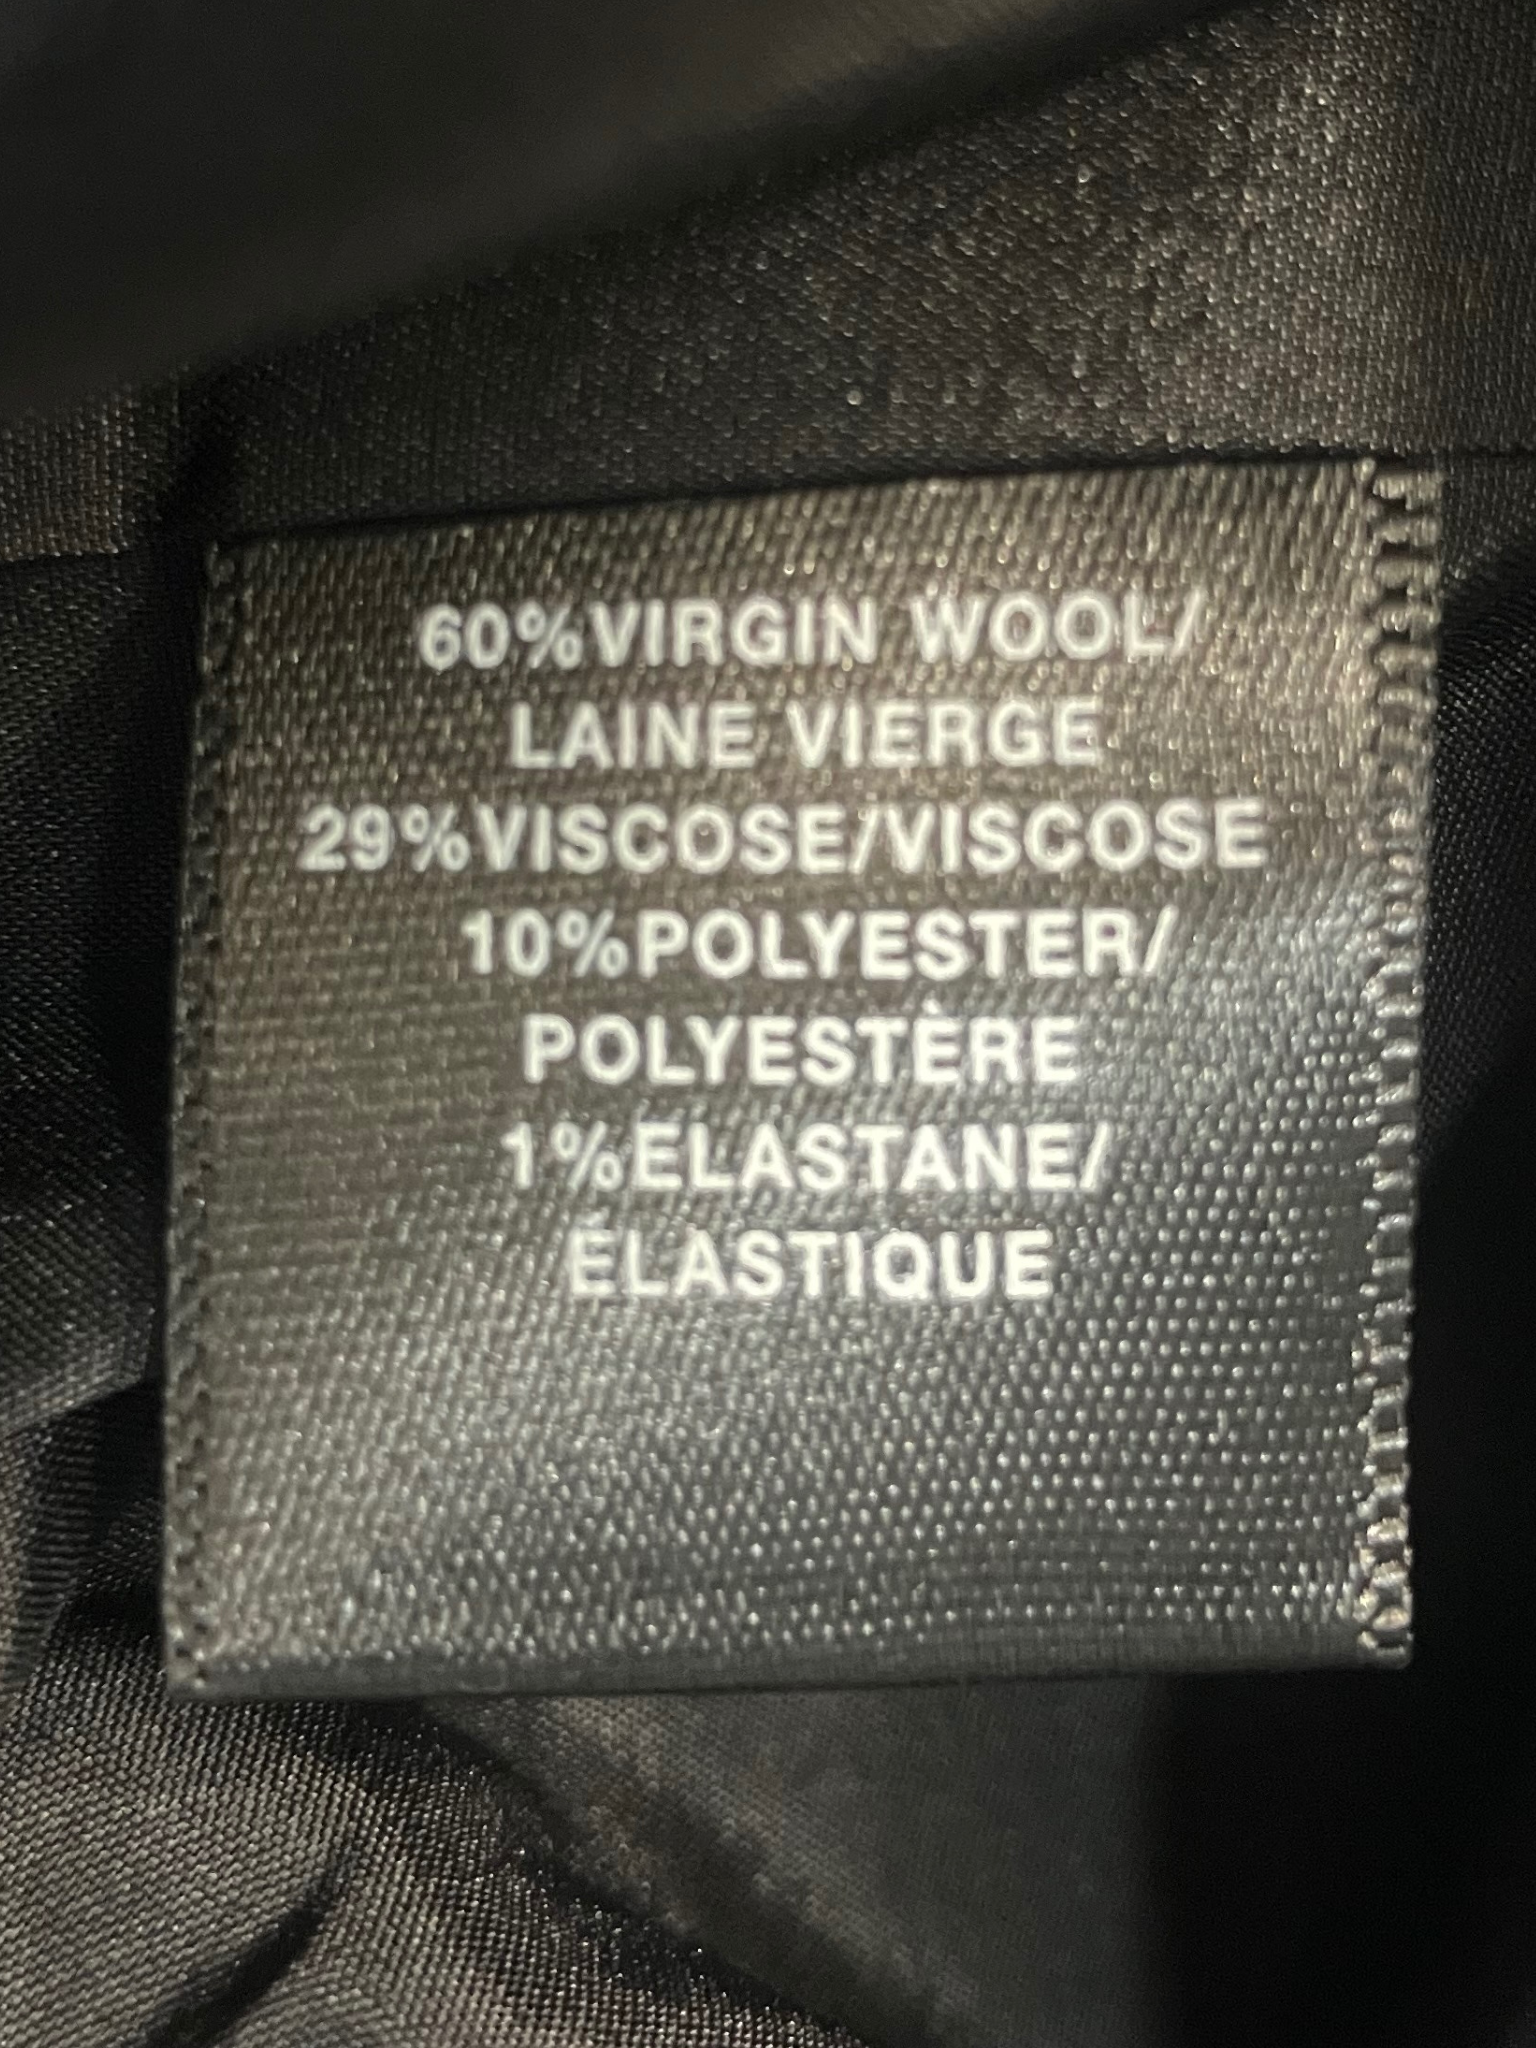 60%VIRGIN WOOL/
LAINE VIERGE
29%VISCOSE/VISCOSE
10%POLYESTER/
POLYESTÈRE
1%ELASTANE/
ÉLASTIQUE